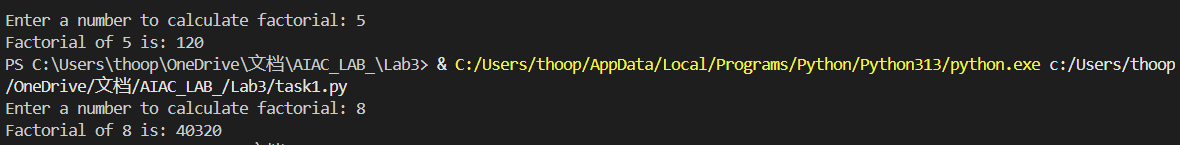 Enter a number to calculate factorial: 5
Factorial of 5 is: 120
PS C:\Users\thoop\OneDrive\文档\AIAC_LAB_\Lab3> & C:/Users/thoop/AppData/Local/Programs/Python/Python313/python.exe c:/Users/thoop
/OneDrive/文档/AIAC_LAB_/Lab3/task1.py
Enter a number to calculate factorial: 8
Factorial of 8 is: 40320